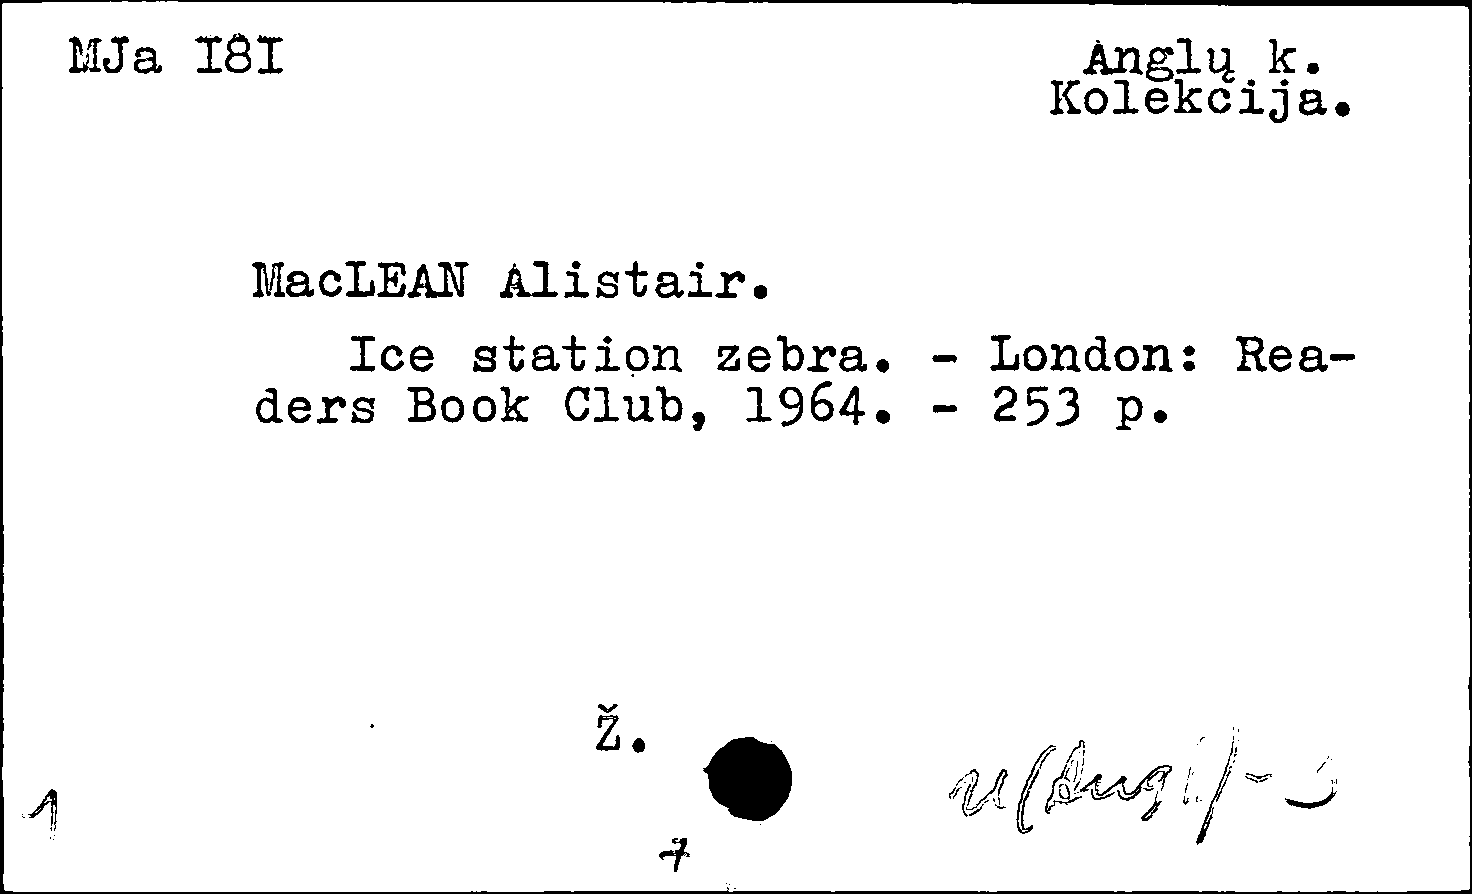 MJa I8I
Anglų k.
Kolekcija.
MacLEAN Alistair.
Ice station zebra. - London: Rea-
ders Book Club, 1964. - 253 p.
Ž.
1
7